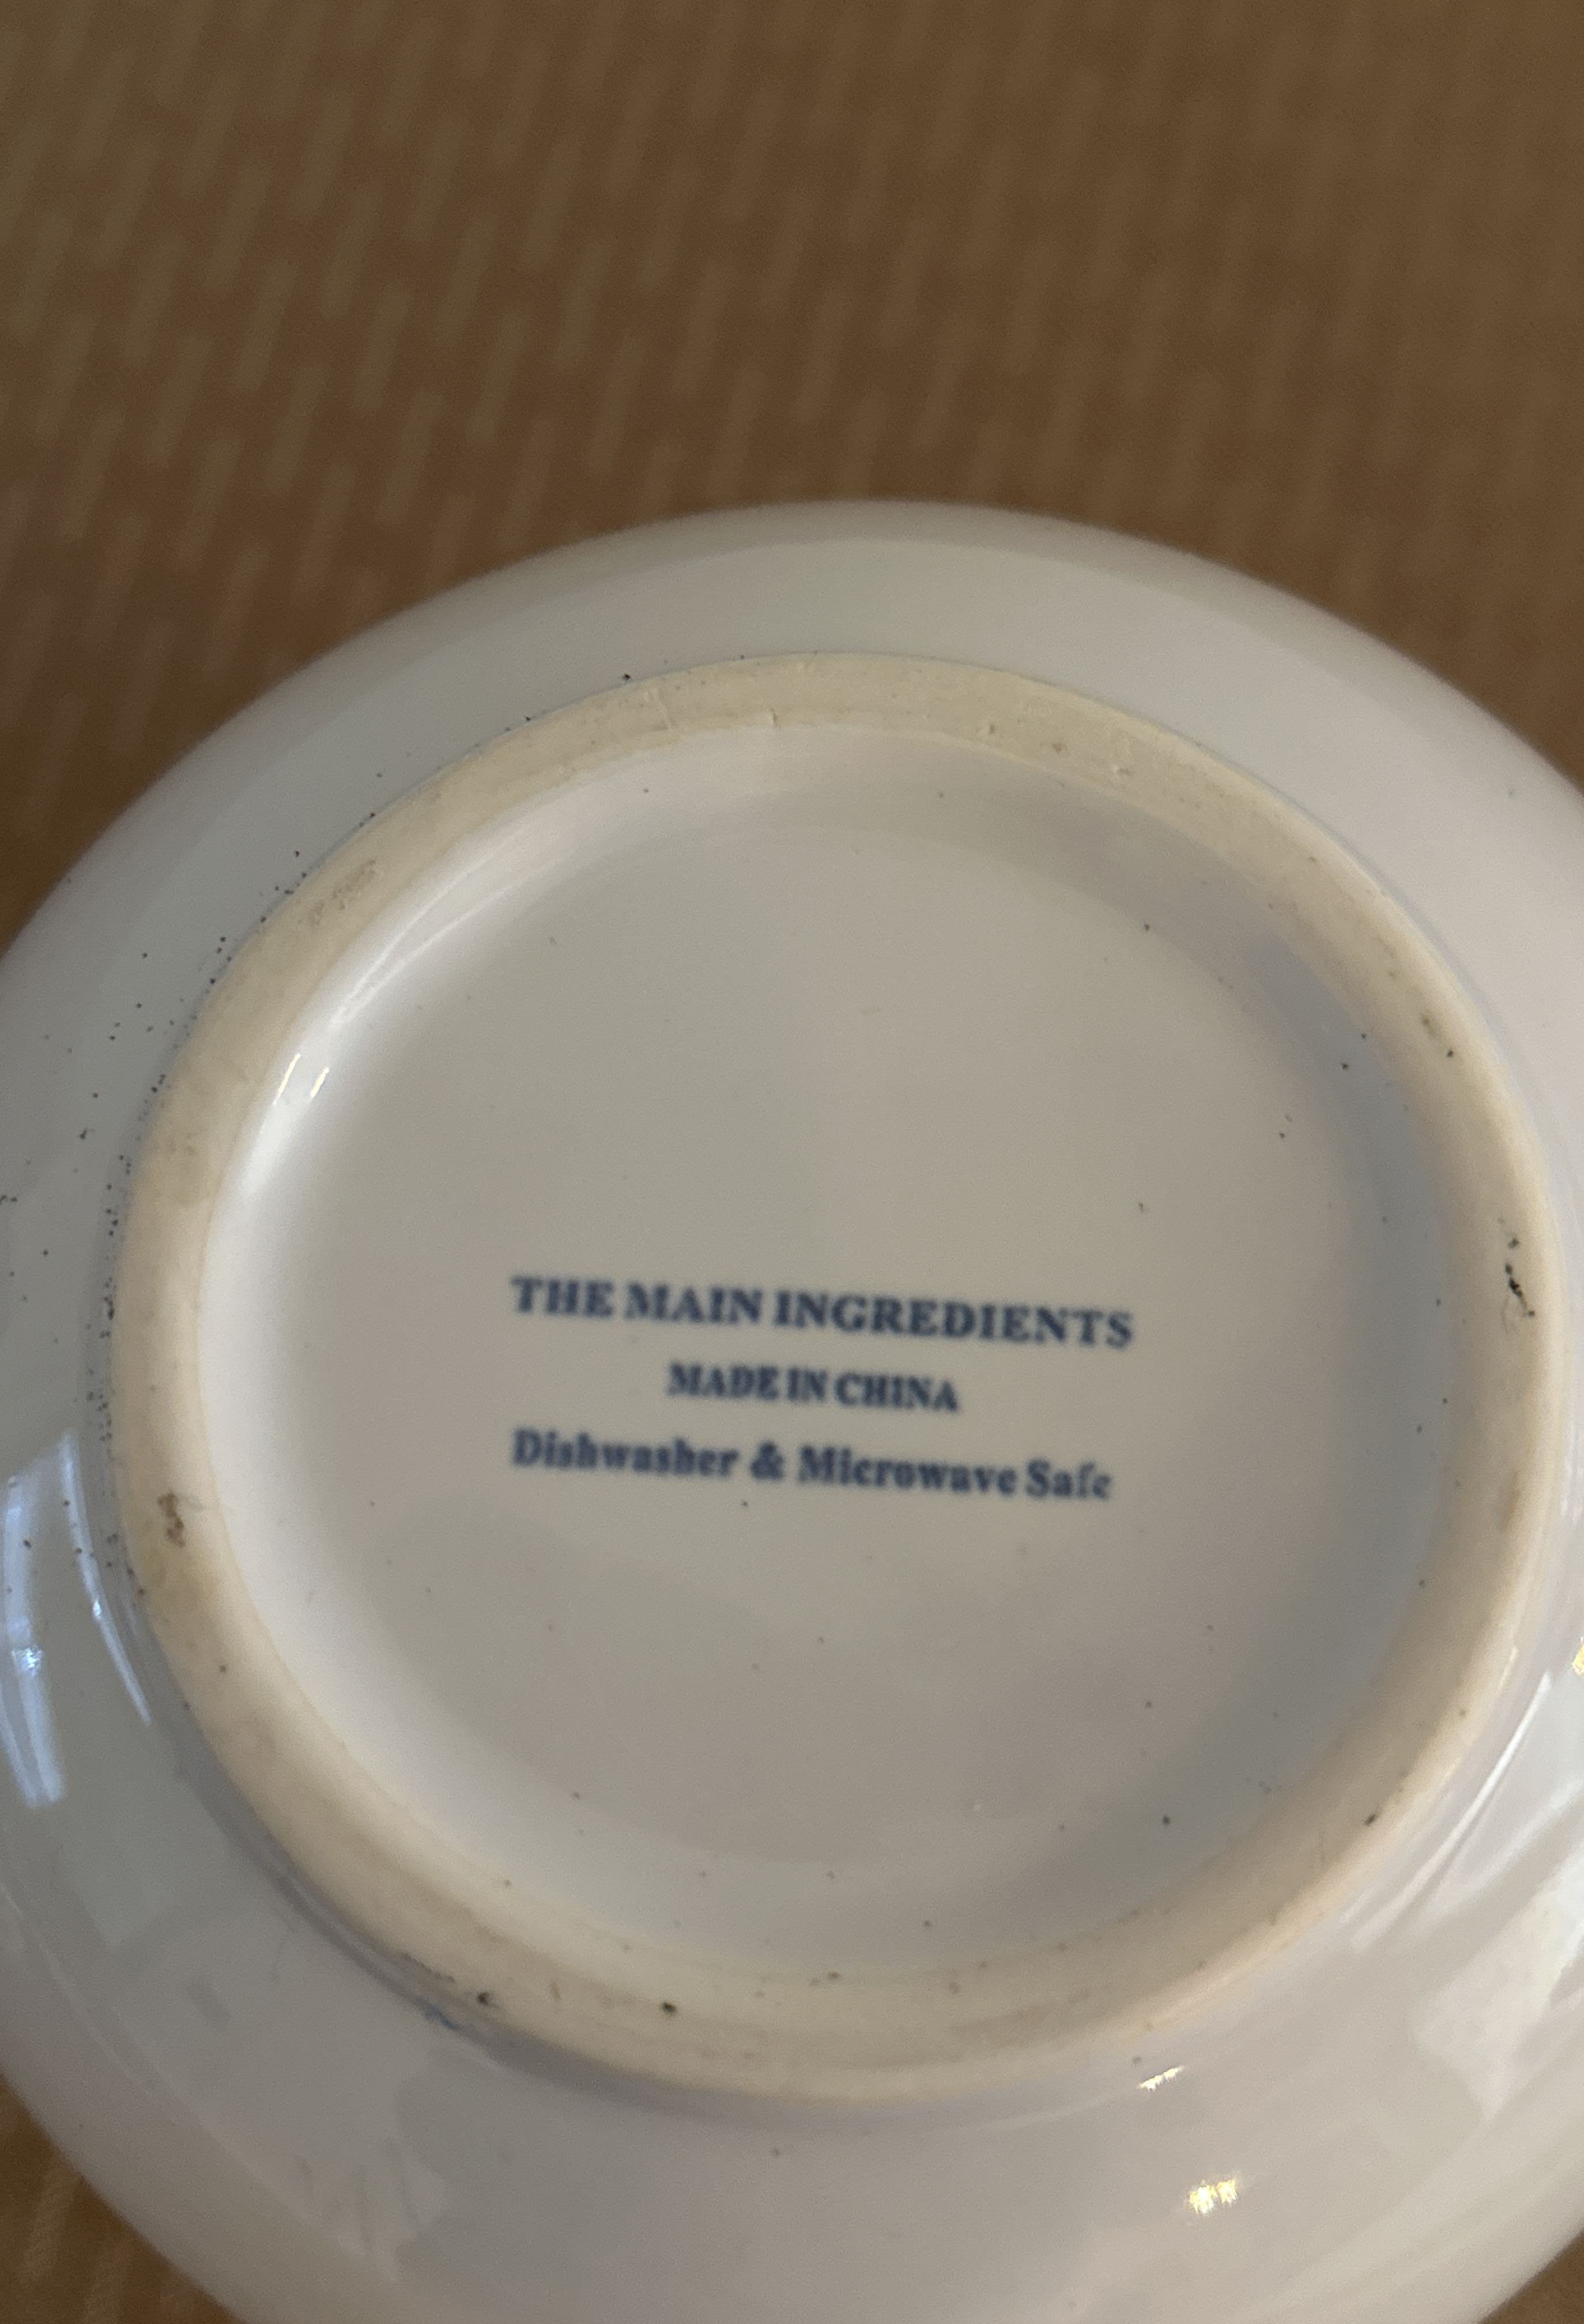 THE MAIN INGREDIENTS
MADE IN CHINA
Dishwasher & Microwave Safe